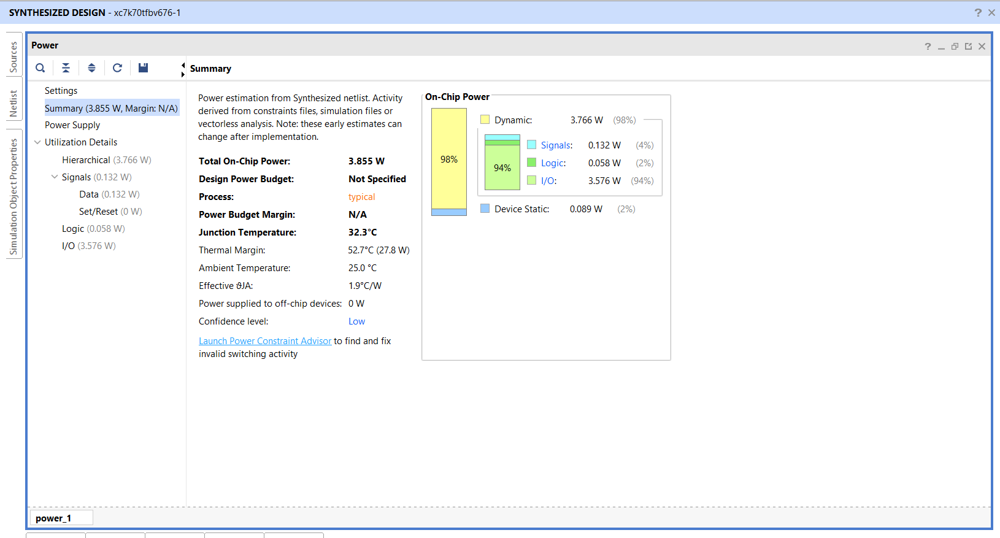 SYNTHESIZED DESIGN - xc7k70tfbv676-1
? ×
Sources
Netlist
Simulation Object Properties
Power
Summary
Settings
Summary (3.855 W, Margin: N/A)
Power Supply
Utilization Details
Hierarchical (3.766 W)
Signals (0.132 W)
Data (0.132 W)
Set/Reset (0 W)
Logic (0.058 W)
I/O (3.576 W)
Power estimation from Synthesized netlist. Activity
derived from constraints files, simulation files or
vectorless analysis. Note: these early estimates can
change after implementation.
Total On-Chip Power: 3.855 W
Design Power Budget: Not Specified
Process: typical
Power Budget Margin: N/A
Junction Temperature: 32.3°C
Thermal Margin: 52.7°C (27.8 W)
Ambient Temperature: 25.0 °C
Effective ϑJA: 1.9°C/W
Power supplied to off-chip devices: 0 W
Confidence level: Low
Launch Power Constraint Advisor to find and fix
invalid switching activity
On-Chip Power
98%
Dynamic: 3.766 W (98%)
94%
Signals: 0.132 W (4%)
Logic: 0.058 W (2%)
I/O: 3.576 W (94%)
Device Static: 0.089 W (2%)
power_1